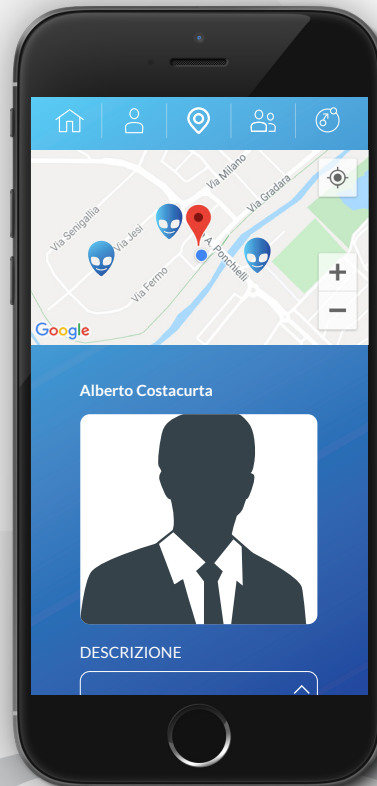 Via Milano
Via Gradara
Via Senigallia
Via Jesi
A. Ponchielli
Via Fermo
Google
Alberto Costacurta
DESCRIZIONE